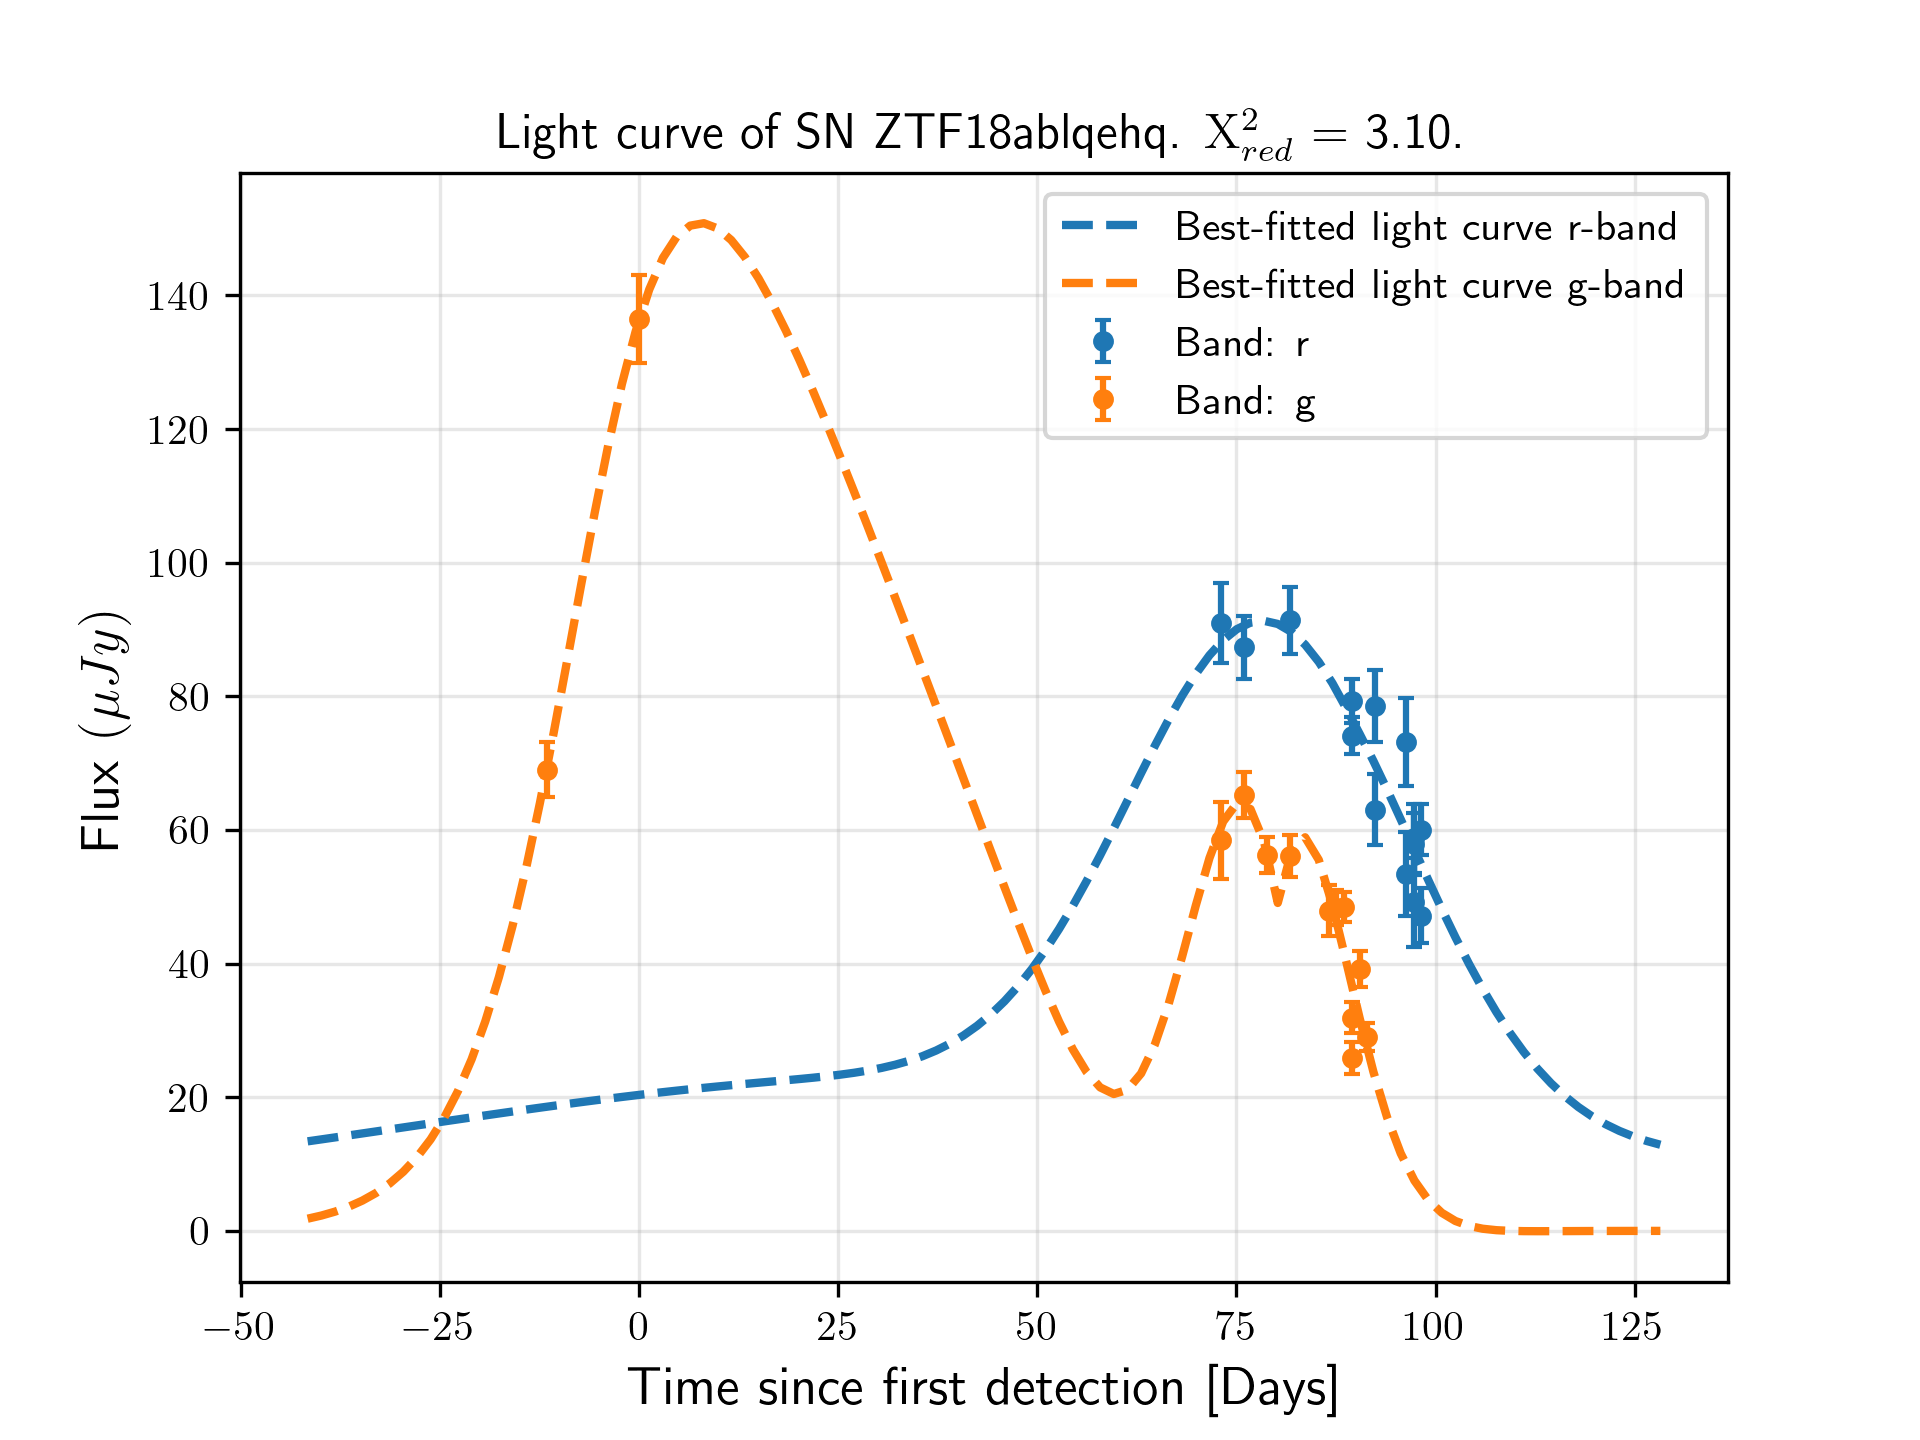 Light curve of SN ZTF18ablqehq. X²_red = 3.10.
Best-fitted light curve r-band
Best-fitted light curve g-band
Band: r
Band: g
Flux (μJy)
140
120
100
80
60
40
20
0
−50 −25 0 25 50 75 100 125
Time since first detection [Days]